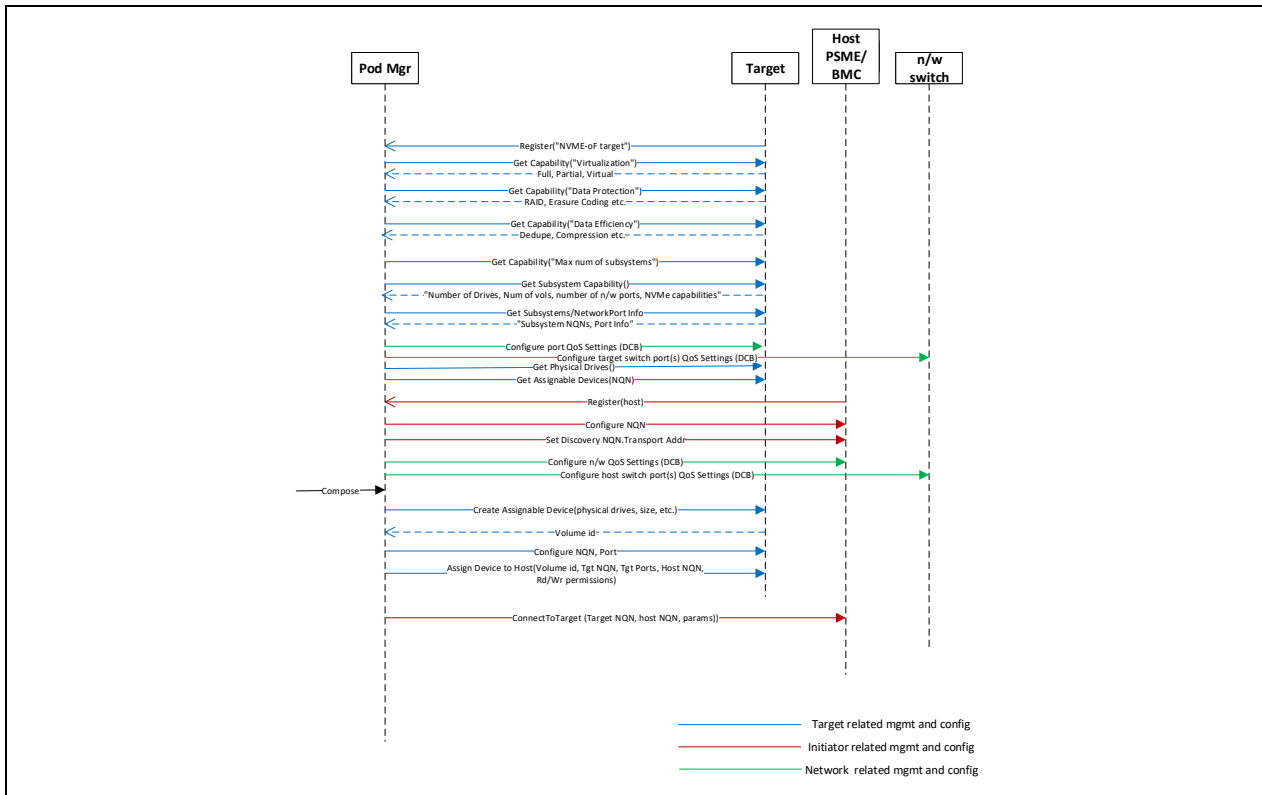 Host
PSME/
BMC
Pod Mgr
Target
n/w
switch
Register("NVME-oF target")
Get Capability("Virtualization")
Full, Partial, Virtual
Get Capability("Data Protection")
RAID, Erasure Coding etc.
Get Capability("Data Efficiency")
Dedupe, Compression etc.
Get Capability("Max num of subsystems")
Get Subsystem Capability()
"Number of Drives, Num of vols, number of n/w ports, NVMe capabilities"
Get Subsystems/NetworkPort Info
"Subsystem NQNs, Port Info"
Configure port QoS Settings (DCB)
Configure target switch port(s) QoS Settings (DCB)
Get Physical Drives()
Get Assignable Devices(NQN)
Register(host)
Configure NQN
Set Discovery NQN.Transport Addr
Configure n/w QoS Settings (DCB)
Configure host switch port(s) QoS Settings (DCB)
Compose
Create Assignable Device(physical drives, size, etc.)
Volume id
Configure NQN, Port
Assign Device to Host(Volume id, Tgt NQN, Tgt Ports, Host NQN,
Rd/Wr permissions)
ConnectToTarget (Target NQN, host NQN, params))
Target related mgmt and config
Initiator related mgmt and config
Network related mgmt and config